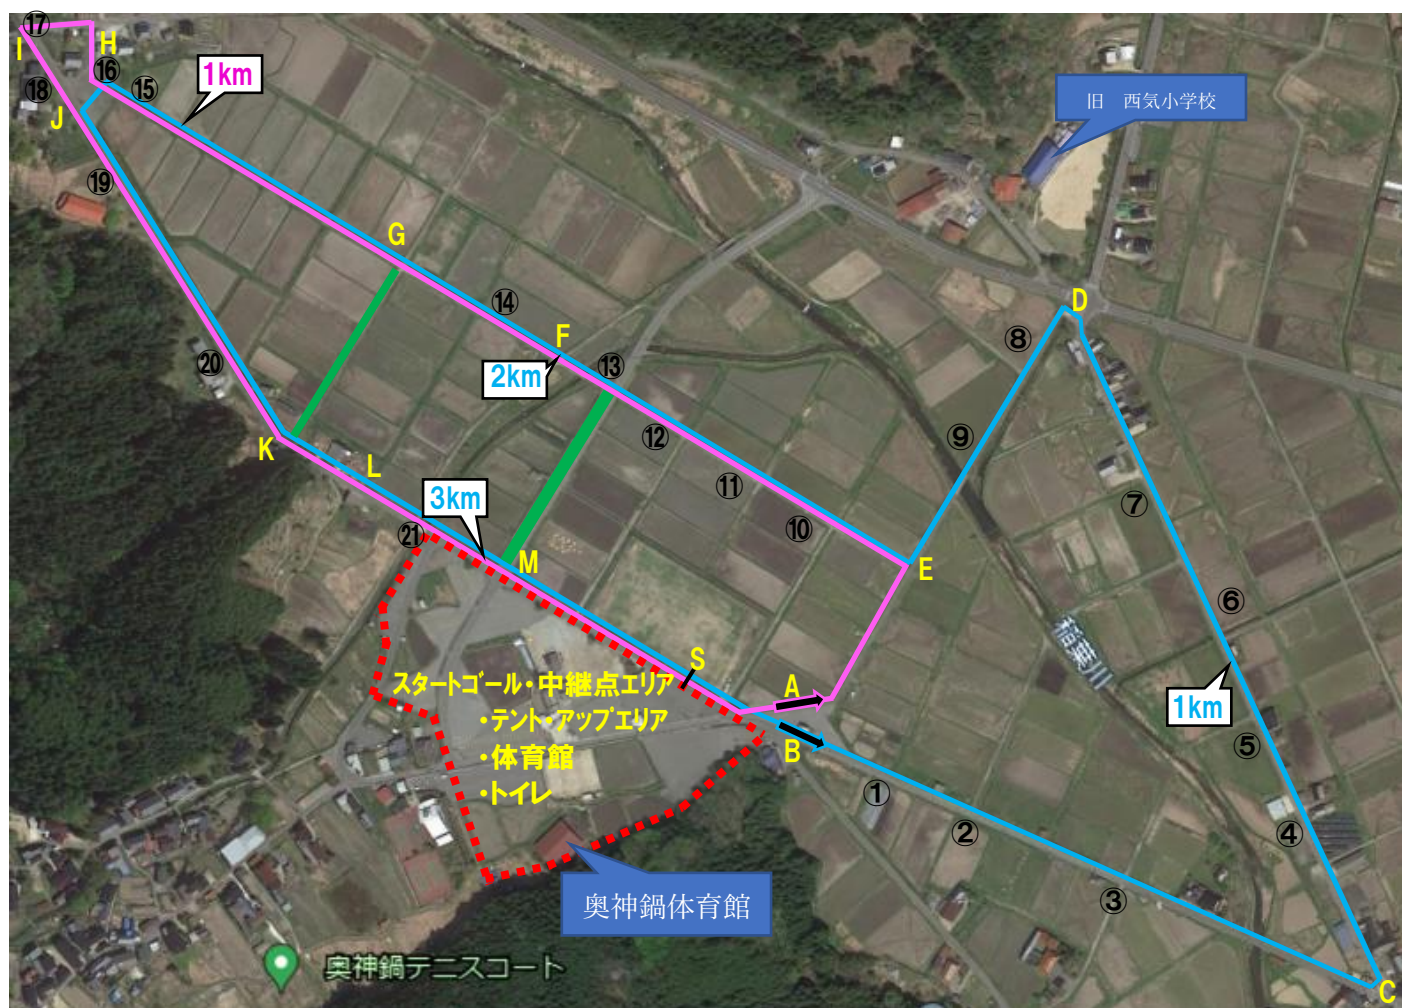 ⑰
I
H
⑯
⑮
1km
⑱
J
旧　西気小学校
⑲
G
D
⑭
F
⑧
2km
⑬
⑳
⑫
⑨
K
L
3km
⑪
⑦
⑩
㉑
M
E
⑥
稲葉川
S
A
スタートゴール・中継点エリア
・テント・アップエリア
・体育館
・トイレ
B
1km
⑤
①
②
④
③
奥神鍋体育館
奥神鍋テニスコート
C